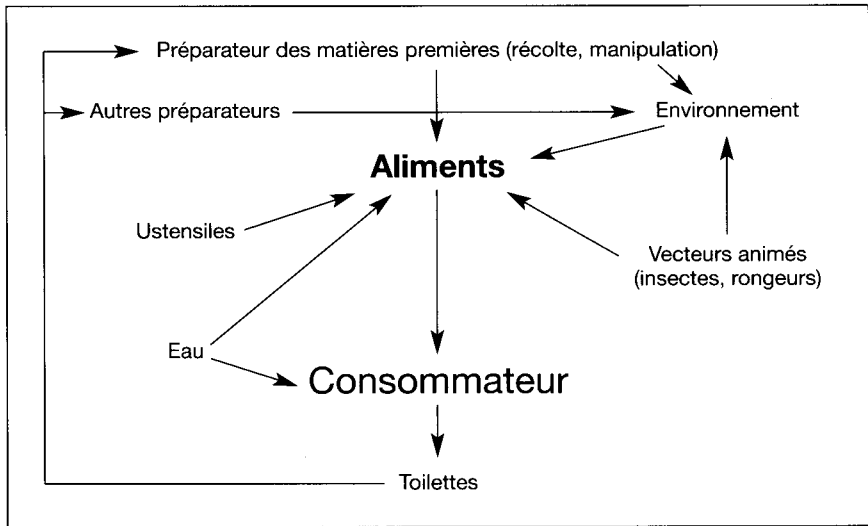 Préparateur des matières premières (récolte, manipulation)
Autres préparateurs
Environnement
Aliments
Ustensiles
Vecteurs animés
(insectes, rongeurs)
Eau
Consommateur
Toilettes